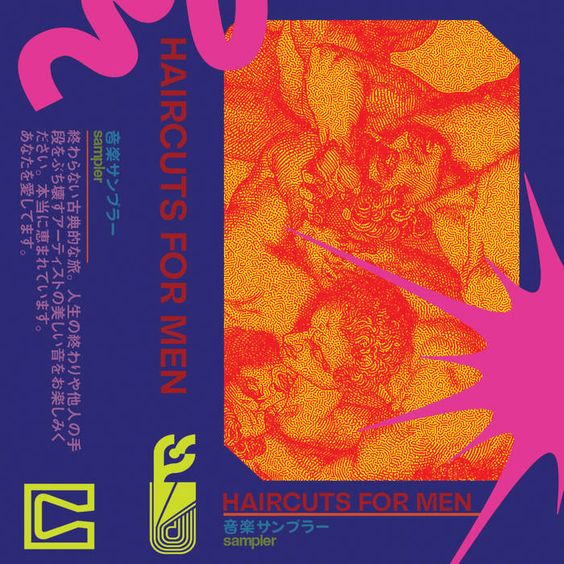 HAIRCUTS FOR MEN
音楽サンプラー
sampler
終わらない古典的な旅。人生の終わりや他人の手
段をぶち壊すアーティストの美しい音をお楽しみく
ださい。本当に恵まれています。
あなたを愛してます。
HAIRCUTS FOR MEN
音楽サンプラー
sampler